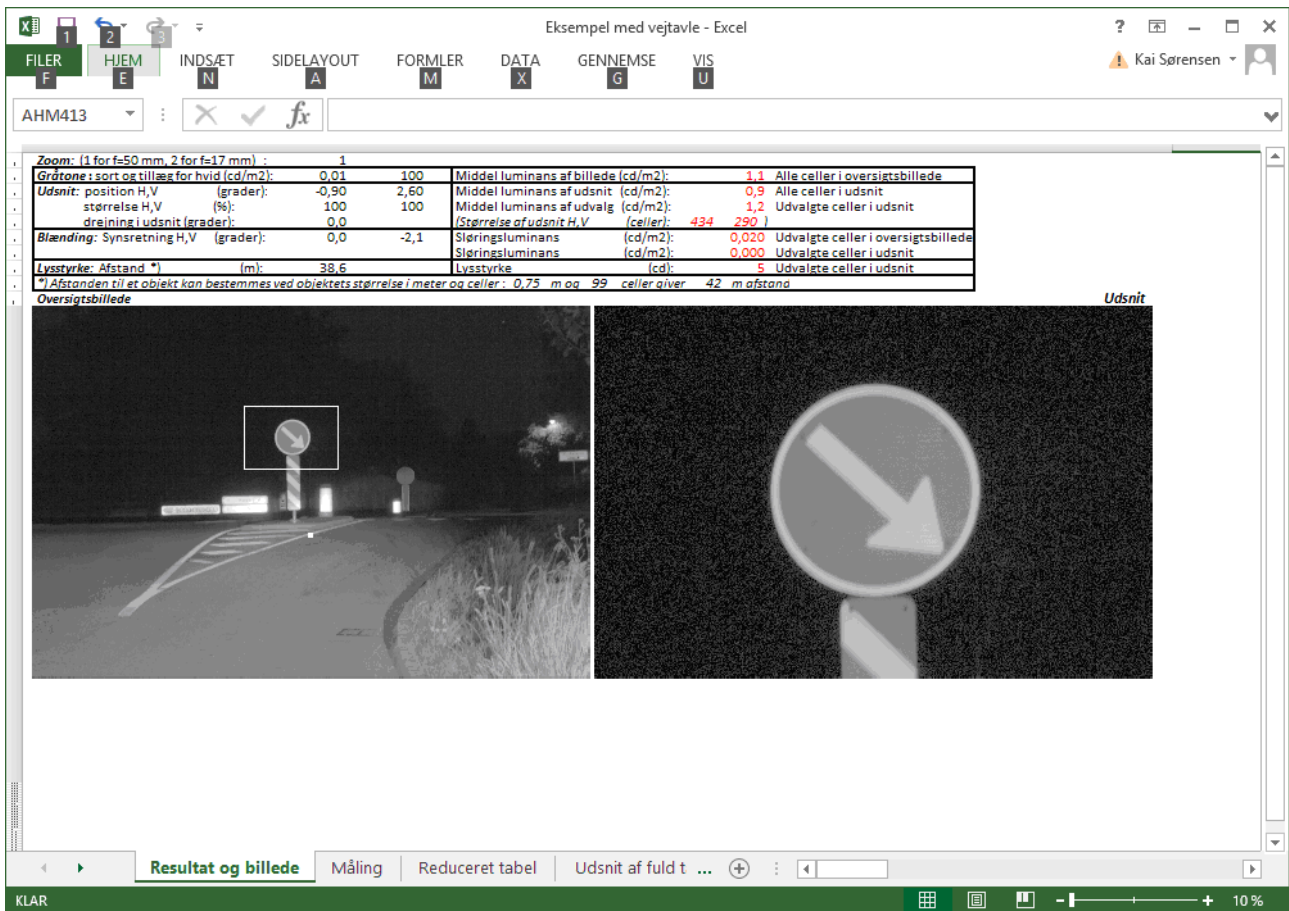 1 2 3 Eksempel med vejtavle - Excel ?
FILER HJEM INDSÆT SIDELAYOUT FORMLER DATA GENNEMSE VIS Kai Sørensen
F E N A M X G U
AHM413 fx
Zoom: (1 for f=50 mm, 2 for f=17 mm) : 1
Gråtone : sort og tillæg for hvid (cd/m2): 0,01 100 Middel luminans af billede (cd/m2): 1,1 Alle celler i oversigtsbillede
Udsnit: position H,V (grader): -0,90 2,60 Middel luminans af udsnit (cd/m2): 0,9 Alle celler i udsnit
størrelse H,V (%): 100 100 Middel luminans af udvalg (cd/m2): 1,2 Udvalgte celler i udsnit
drejning i udsnit (grader): 0,0 (Størrelse af udsnit H,V (celler): 434 290 )
Blænding: Synsretning H,V (grader): 0,0 -2,1 Sløringsluminans (cd/m2): 0,020 Udvalgte celler i oversigtsbillede
Sløringsluminans (cd/m2): 0,000 Udvalgte celler i udsnit
Lysstyrke: Afstand *) (m): 38,6 Lysstyrke (cd): 5 Udvalgte celler i udsnit
*) Afstanden til et objekt kan bestemmes ved objektets størrelse i meter og celler : 0,75 m og 99 celler giver 42 m afstand
Oversigtsbillede Udsnit
Resultat og billede Måling Reduceret tabel Udsnit af fuld t ...
KLAR 10 %